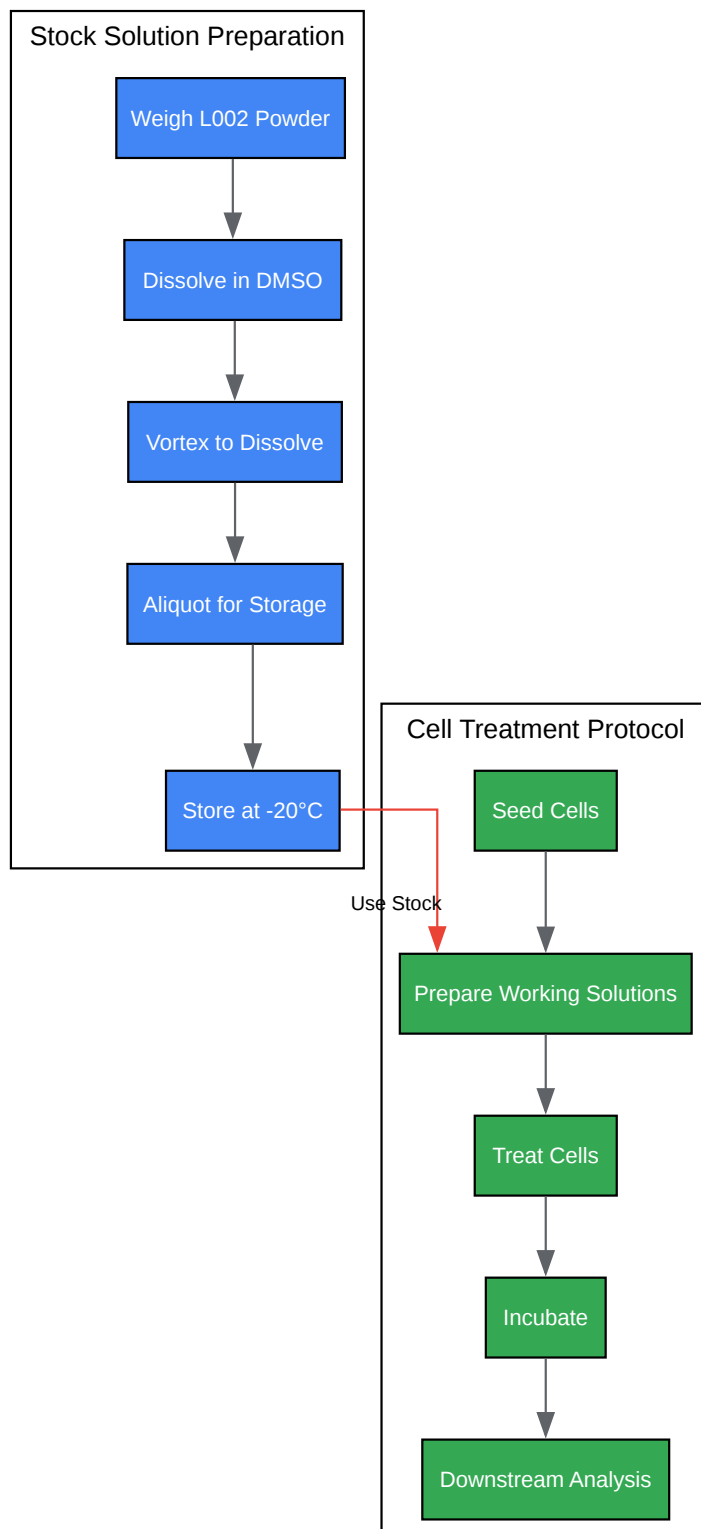 Stock Solution Preparation
Weigh L002 Powder
Dissolve in DMSO
Vortex to Dissolve
Aliquot for Storage
Store at -20°C
Use Stock
Cell Treatment Protocol
Seed Cells
Prepare Working Solutions
Treat Cells
Incubate
Downstream Analysis